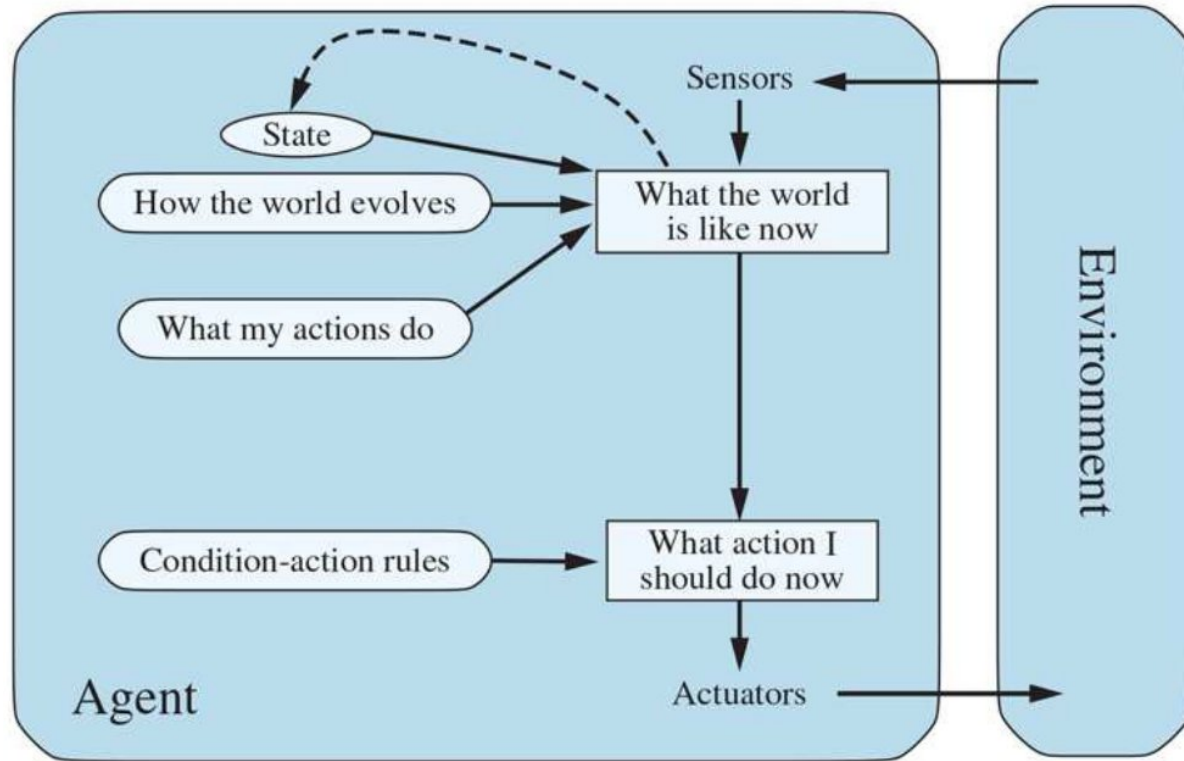 Sensors
State
What the world
is like now
How the world evolves
What my actions do
Environment
Condition-action rules
What action I
should do now
Agent
Actuators